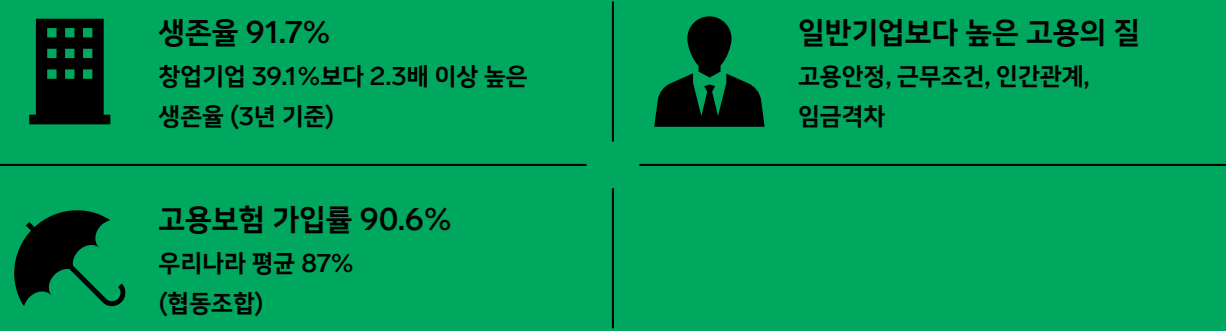 생존율 91.7%
창업기업 39.1%보다 2.3배 이상 높은
생존율 (3년 기준)
일반기업보다 높은 고용의 질
고용안정, 근무조건, 인간관계,
임금격차
고용보험 가입률 90.6%
우리나라 평균 87%
(협동조합)